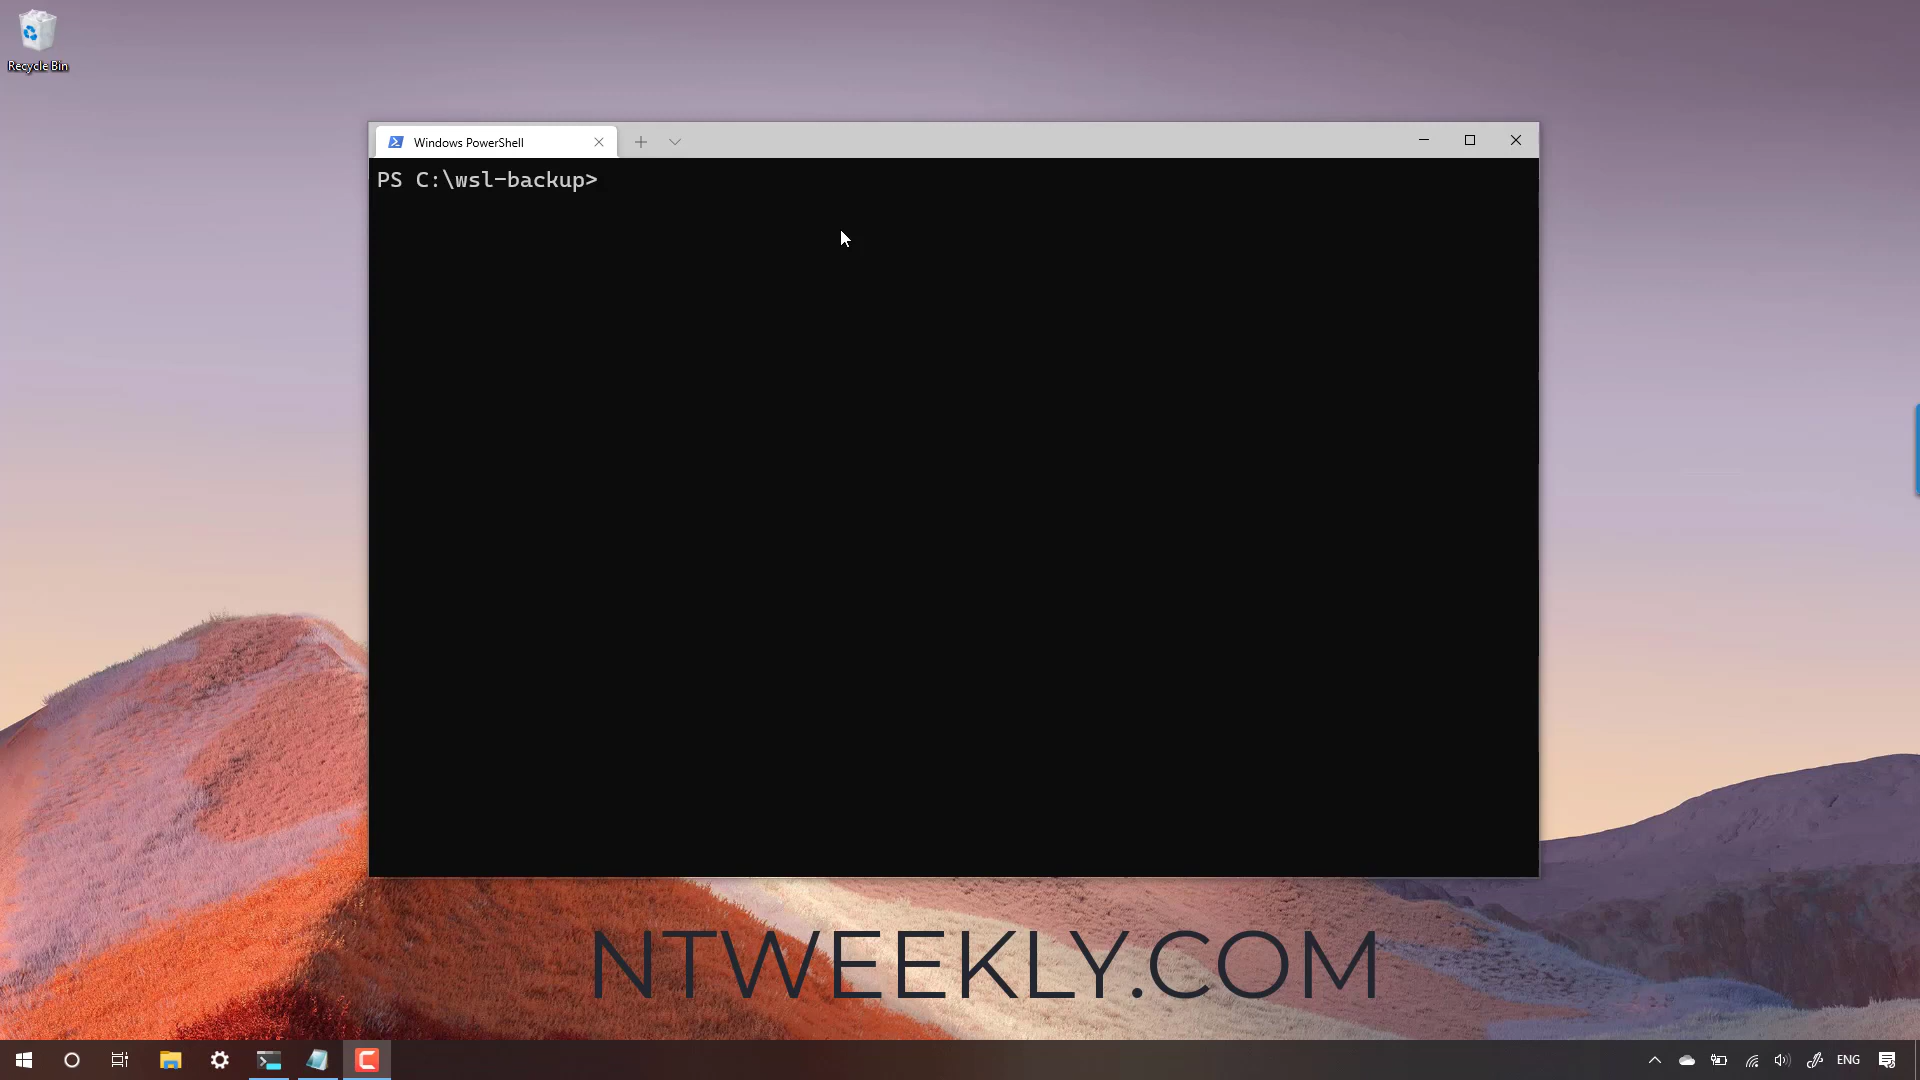 Recycle Bin
Windows PowerShell
PS C:\wsl-backup>
NTWEEKLY.COM
ENG